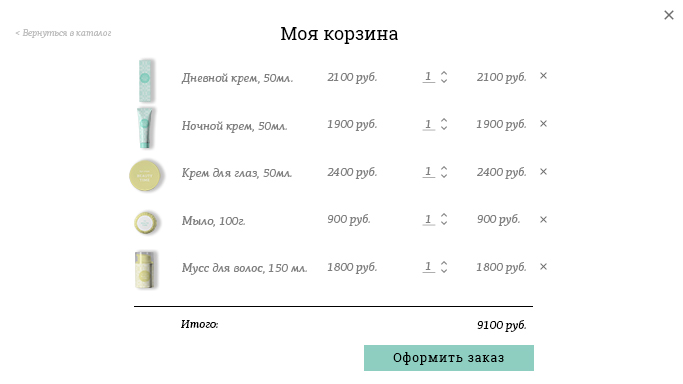 ×
< Вернуться в каталог
Моя корзина
Дневной крем, 50мл. 2100 руб. 1 2100 руб. ×
Ночной крем, 50мл. 1900 руб. 1 1900 руб. ×
Крем для глаз, 50мл. 2400 руб. 1 2400 руб. ×
Мыло, 100г. 900 руб. 1 900 руб. ×
Мусс для волос, 150 мл. 1800 руб. 1 1800 руб. ×
Итого: 9100 руб.
Оформить заказ